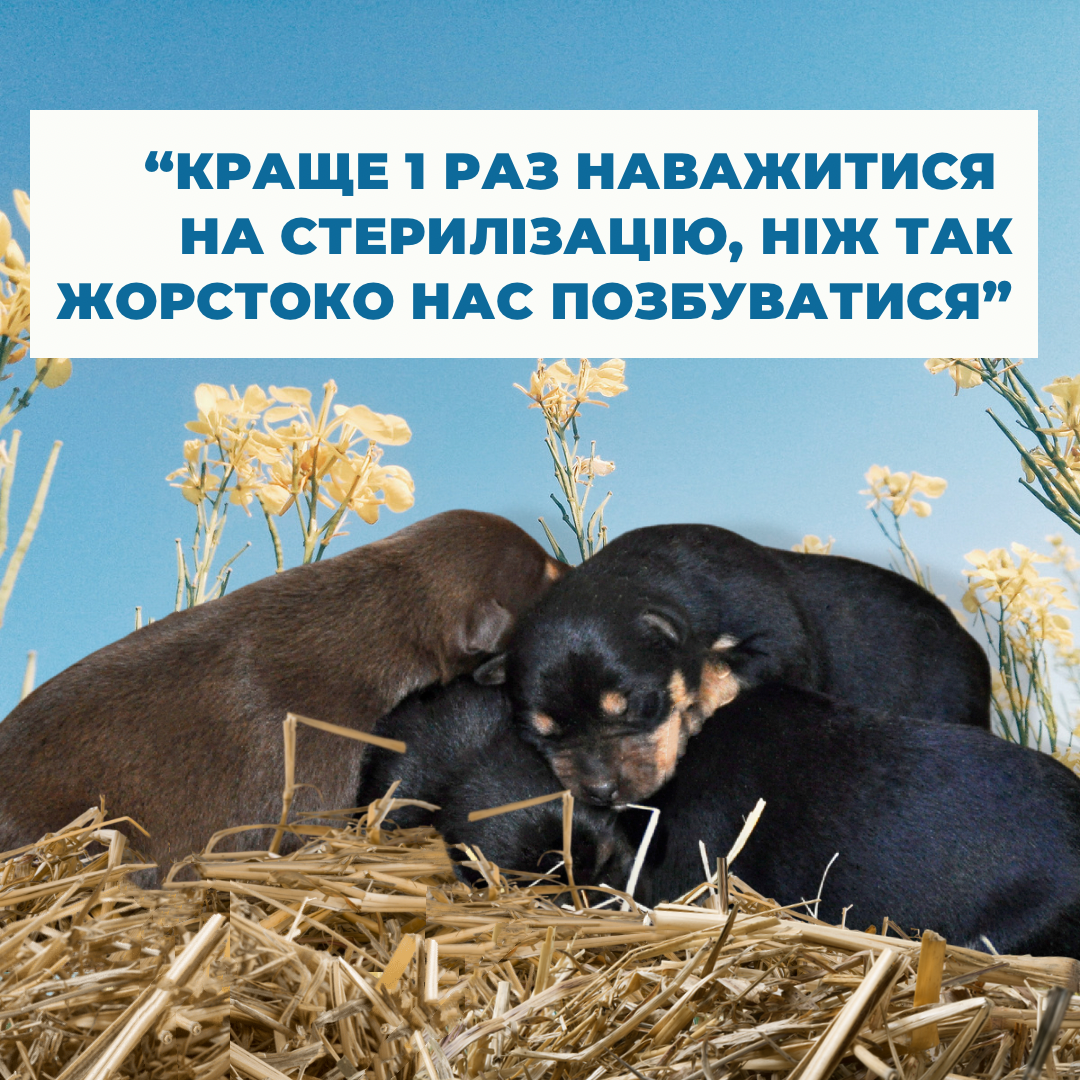 “КРАЩЕ 1 РАЗ НАВАЖИТИСЯ
НА СТЕРИЛІЗАЦІЮ, НІЖ ТАК
ЖОРСТОКО НАС ПОЗБУВАТИСЯ”